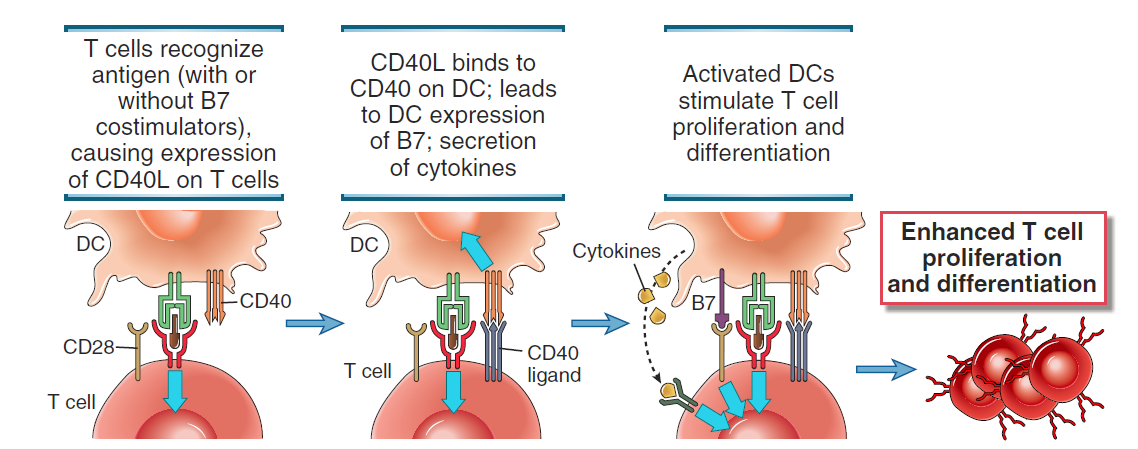 T cells recognize
antigen (with or
without B7
costimulators),
causing expression
of CD40L on T cells
CD40L binds to
CD40 on DC; leads
to DC expression
of B7; secretion
of cytokines
Activated DCs
stimulate T cell
proliferation and
differentiation
DC
CD40
CD28
T cell
DC
CD40
ligand
T cell
Cytokines
B7
Enhanced T cell
proliferation
and differentiation